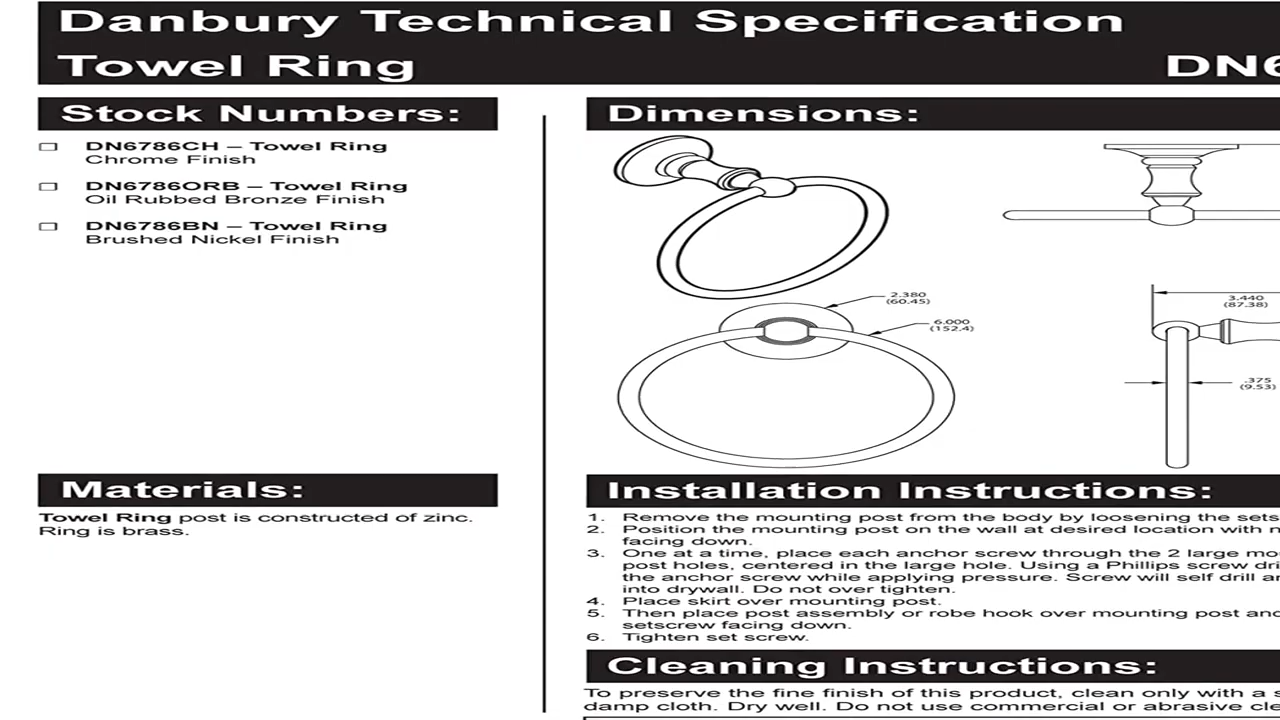 Danbury Technical Specification
Towel Ring DN6
Stock Numbers:
☐ DN6786CH – Towel Ring
Chrome Finish
☐ DN6786ORB – Towel Ring
Oil Rubbed Bronze Finish
☐ DN6786BN – Towel Ring
Brushed Nickel Finish
Materials:
Towel Ring post is constructed of zinc.
Ring is brass.
Dimensions:
2.380
(60.45)
6.000
(152.4)
3.440
(87.38)
.375
(9.53)
Installation Instructions:
1. Remove the mounting post from the body by loosening the sets
2. Position the mounting post on the wall at desired location with n
facing down.
3. One at a time, place each anchor screw through the 2 large mo
post holes, centered in the large hole. Using a Phillips screw dri
the anchor screw while applying pressure. Screw will self drill an
into drywall. Do not over tighten.
4. Place skirt over mounting post.
5. Then place post assembly or robe hook over mounting post and
setscrew facing down.
6. Tighten set screw.
Cleaning Instructions:
To preserve the fine finish of this product, clean only with a s
damp cloth. Dry well. Do not use commercial or abrasive cle